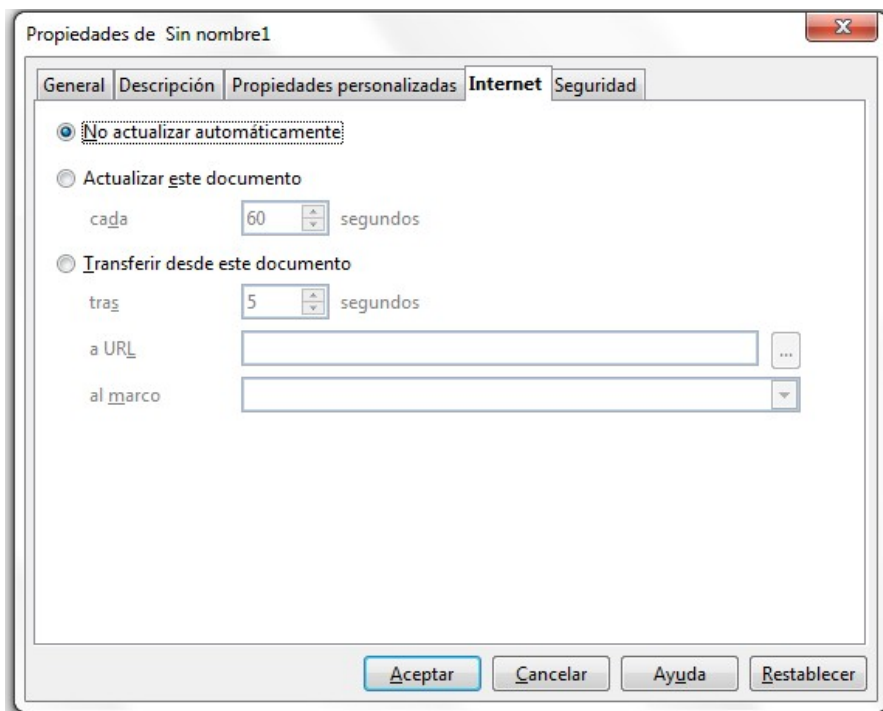 Propiedades de Sin nombre1
General Descripción Propiedades personalizadas Internet Seguridad
No actualizar automáticamente
Actualizar este documento
cada 60 segundos
Transferir desde este documento
tras 5 segundos
a URL ...
al marco
Aceptar Cancelar Ayuda Restablecer